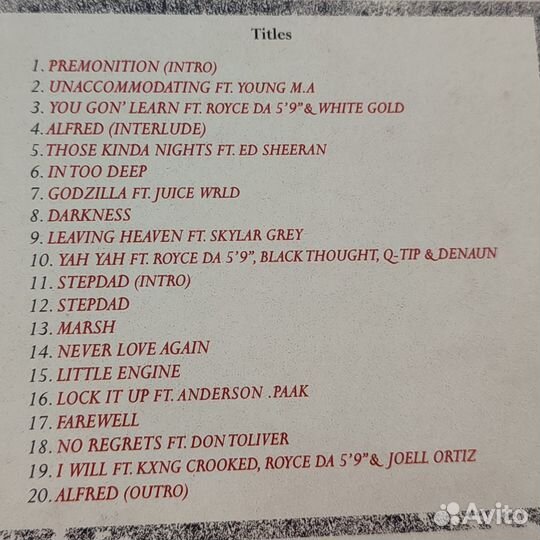 Titles
1. PREMONITION (INTRO)
2. UNACCOMMODATING FT. YOUNG M.A
3. YOU GON' LEARN FT. ROYCE DA 5'9" & WHITE GOLD
4. ALFRED (INTERLUDE)
5. THOSE KINDA NIGHTS FT. ED SHEERAN
6. IN TOO DEEP
7. GODZILLA FT. JUICE WRLD
8. DARKNESS
9. LEAVING HEAVEN FT. SKYLAR GREY
10. YAH YAH FT. ROYCE DA 5'9", BLACK THOUGHT, Q-TIP & DENAUN
11. STEPDAD (INTRO)
12. STEPDAD
13. MARSH
14. NEVER LOVE AGAIN
15. LITTLE ENGINE
16. LOCK IT UP FT. ANDERSON .PAAK
17. FAREWELL
18. NO REGRETS FT. DON TOLIVER
19. I WILL FT. KXNG CROOKED, ROYCE DA 5'9" & JOELL ORTIZ
20. ALFRED (OUTRO)
Avito